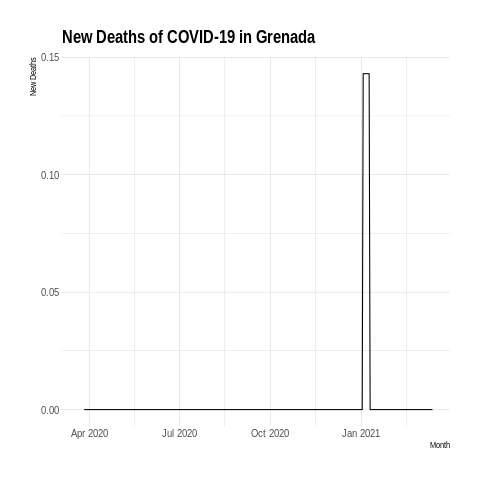 New Deaths of COVID-19 in Grenada
New Deaths
0.15
0.10
0.05
0.00
Apr 2020 Jul 2020 Oct 2020 Jan 2021
Month